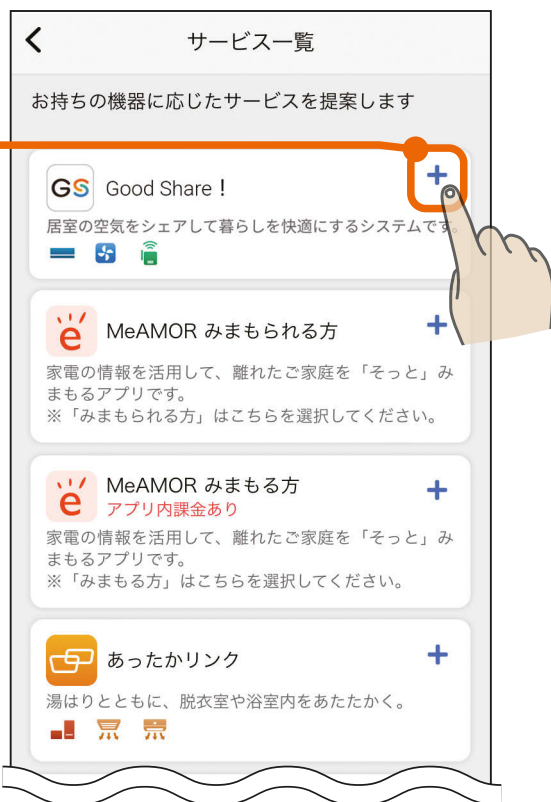 サービス一覧
お持ちの機器に応じたサービスを提案します
GS Good Share！
居室の空気をシェアして暮らしを快適にするシステムです。
MeAMOR みまもられる方
家電の情報を活用して、離れたご家庭を「そっと」み
まもるアプリです。
※「みまもられる方」はこちらを選択してください。
MeAMOR みまもる方
アプリ内課金あり
家電の情報を活用して、離れたご家庭を「そっと」み
まもるアプリです。
※「みまもる方」はこちらを選択してください。
あったかリンク
湯はりとともに、脱衣室や浴室内をあたたかく。